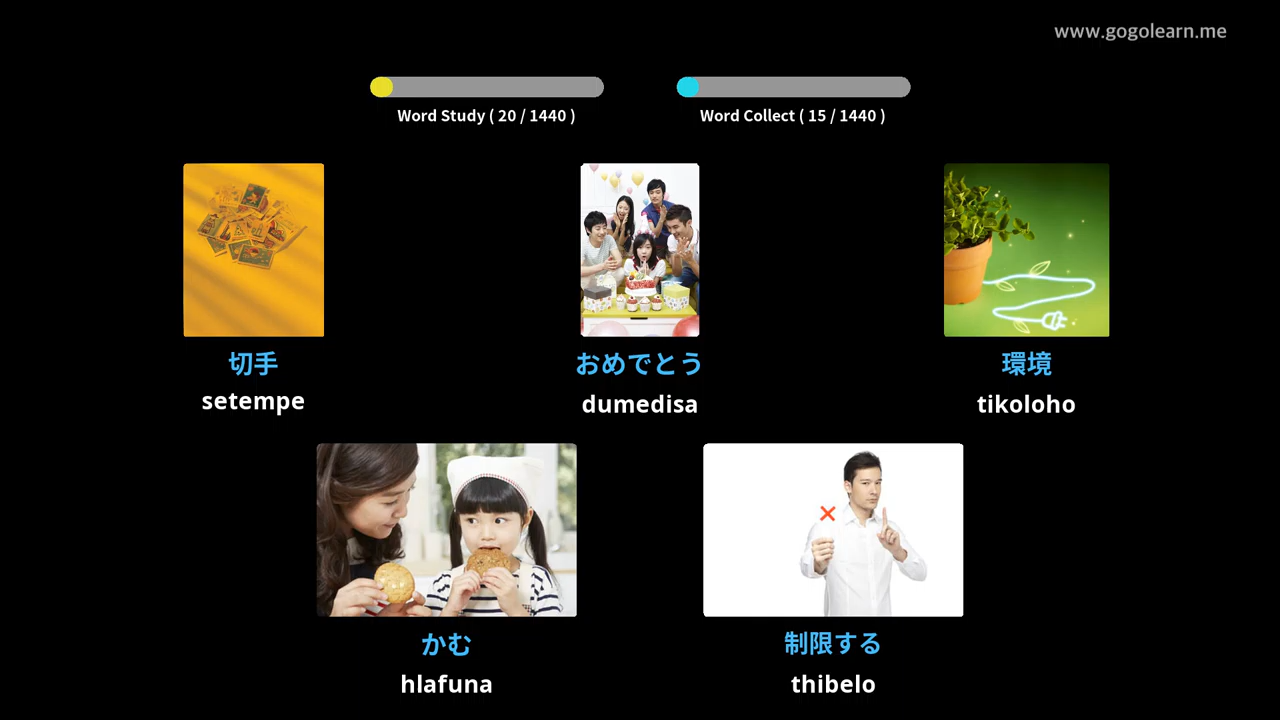 www.gogolearn.me
Word Study ( 20 / 1440 )
Word Collect ( 15 / 1440 )
切手
setempe
おめでとう
dumedisa
環境
tikoloho
かむ
hlafuna
制限する
thibelo